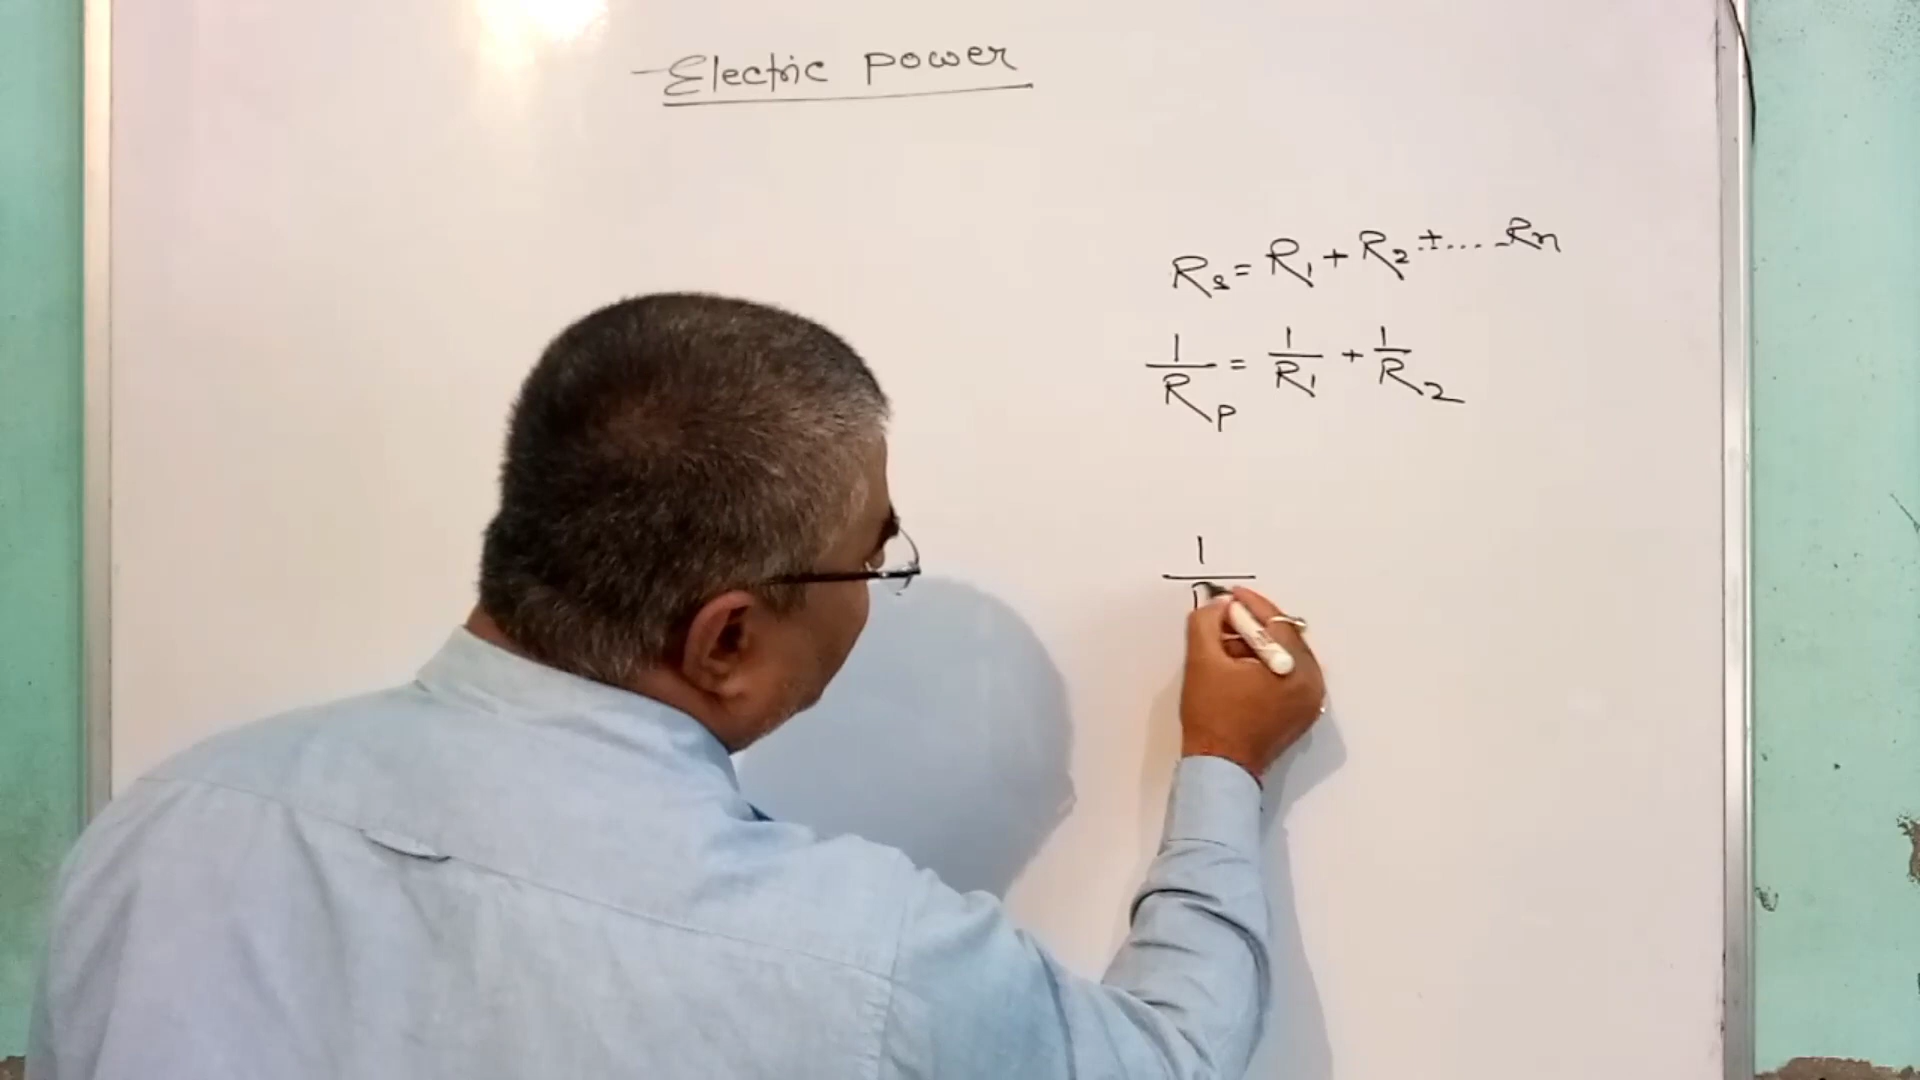 Electric power
Rs = R1 + R2 + .... Rn
1/Rp = 1/R1 + 1/R2
1/